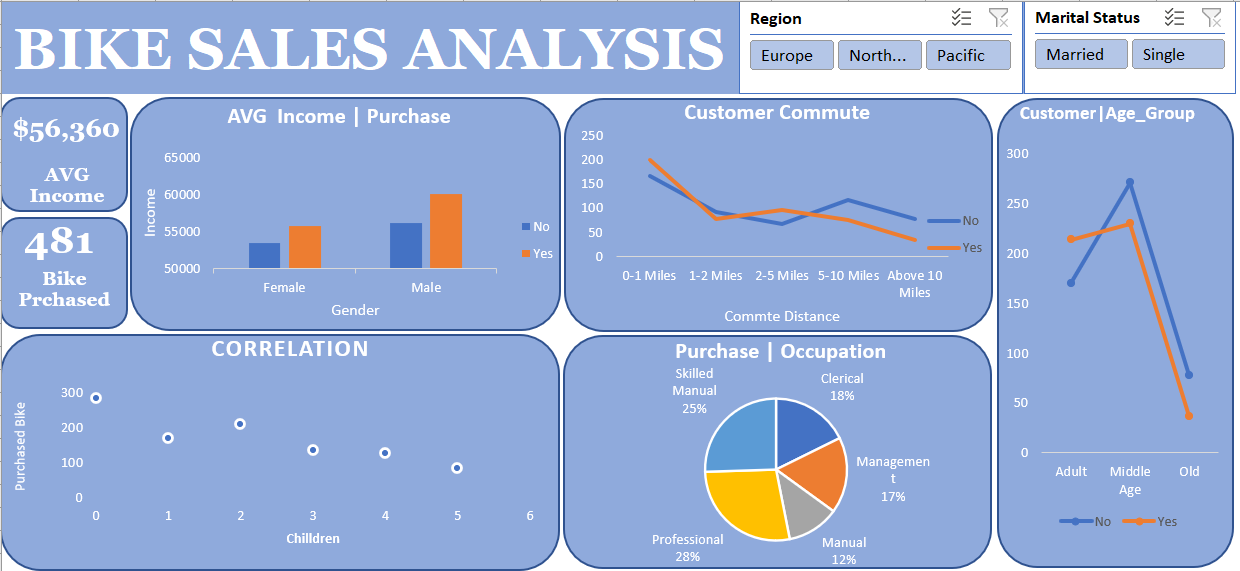 BIKE SALES ANALYSIS
Region
Europe
North...
Pacific
Marital Status
Married
Single
$56,360
AVG
Income
481
Bike
Prchased
AVG  Income | Purchase
65000
60000
55000
50000
Income
Female
Male
Gender
No
Yes
Customer Commute
250
200
150
100
50
0
0-1 Miles
1-2 Miles
2-5 Miles
5-10 Miles
Above 10
Miles
Commte Distance
No
Yes
Customer|Age_Group
300
250
200
150
100
50
0
Adult
Middle
Age
Old
No
Yes
CORRELATION
300
200
100
0
Purchased Bike
0
1
2
3
4
5
6
Chilldren
Purchase | Occupation
Skilled
Manual
25%
Clerical
18%
Managemen
t
17%
Professional
28%
Manual
12%